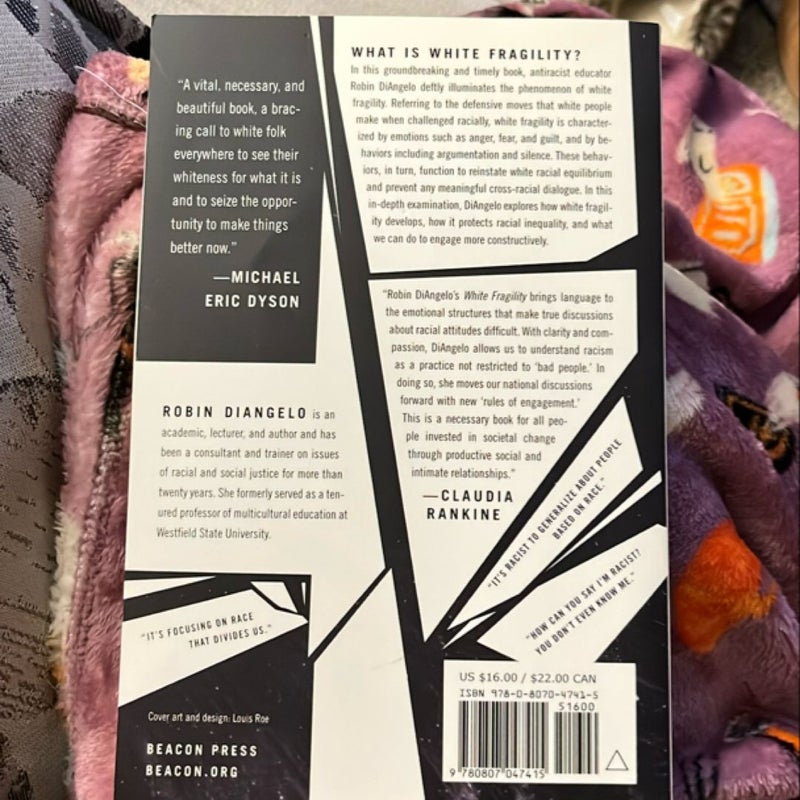 "A vital, necessary, and
beautiful book, a brac-
ing call to white folk
everywhere to see their
whiteness for what it is
and to seize the oppor-
tunity to make things
better now."
—MICHAEL
ERIC DYSON
WHAT IS WHITE FRAGILITY?
In this groundbreaking and timely book, antiracist educator
Robin DiAngelo deftly illuminates the phenomenon of white
fragility. Referring to the defensive moves that white people
make when challenged racially, white fragility is character-
ized by emotions such as anger, fear, and guilt, and by be-
haviors including argumentation and silence. These behav-
iors, in turn, function to reinstate white racial equilibrium
and prevent any meaningful cross-racial dialogue. In this
in-depth examination, DiAngelo explores how white fragil-
ity develops, how it protects racial inequality, and what
we can do to engage more constructively.
"Robin DiAngelo's White Fragility brings language to
the emotional structures that make true discussions
about racial attitudes difficult. With clarity and com-
passion, DiAngelo allows us to understand racism
as a practice not restricted to 'bad people.' In
doing so, she moves our national discussions
forward with new 'rules of engagement.'
This is a necessary book for all peo-
ple invested in societal change
through productive social and
intimate relationships."
—CLAUDIA
RANKINE
ROBIN DIANGELO is an
academic, lecturer, and author and has
been a consultant and trainer on issues
of racial and social justice for more than
twenty years. She formerly served as a ten-
ured professor of multicultural education at
Westfield State University.
"IT'S RACIST TO GENERALIZE ABOUT PEOPLE
BASED ON RACE."
"HOW CAN YOU SAY I'M RACIST?
YOU DON'T EVEN KNOW ME."
"IT'S FOCUSING ON RACE
THAT DIVIDES US."
Cover art and design: Louis Roe
BEACON PRESS
BEACON.ORG
US $16.00 / $22.00 CAN
ISBN 978-0-8070-4741-5
51600
9 780807 047415